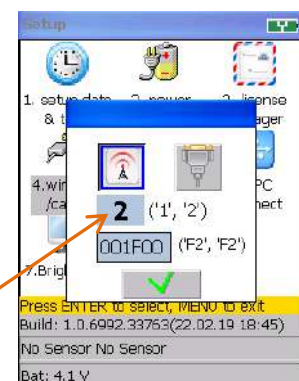 Setup
1. setup date 2. power 3. license
& t ager
4.wir PC
/ca nect
2 ('1', '2')
001F00 ('F2', 'F2')
7.Brigh
Press ENTER to select, MENU to exit
Build: 1.0.6992.33763(22.02.19 18:45)
No Sensor No Sensor
Bat: 4.1 V